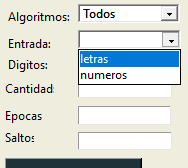 Algoritmos: Todos
Entrada:
letras
Digitos:
numeros
Cantidad
Epocas
Saltos